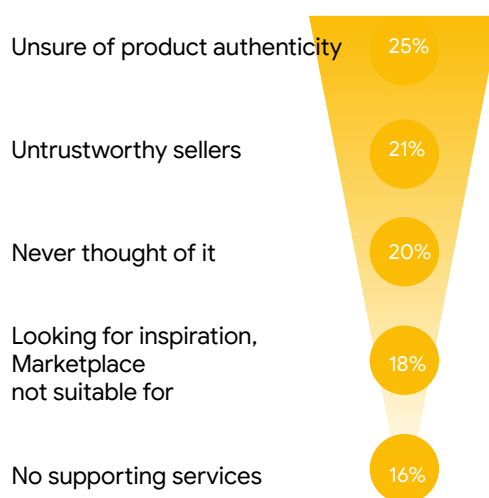 Unsure of product authenticity 25%
Untrustworthy sellers 21%
Never thought of it 20%
Looking for inspiration,
Marketplace 18%
not suitable for
No supporting services 16%